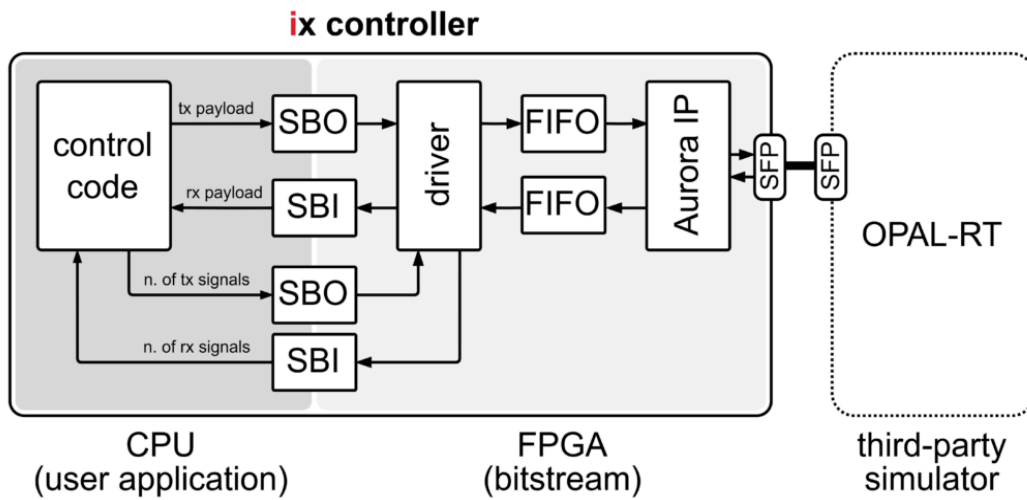 ix controller
control
code
tx payload
SBO
driver
FIFO
Aurora IP
SFP
SFP
rx payload
SBI
FIFO
OPAL-RT
n. of tx signals
SBO
n. of rx signals
SBI
CPU
(user application)
FPGA
(bitstream)
third-party
simulator